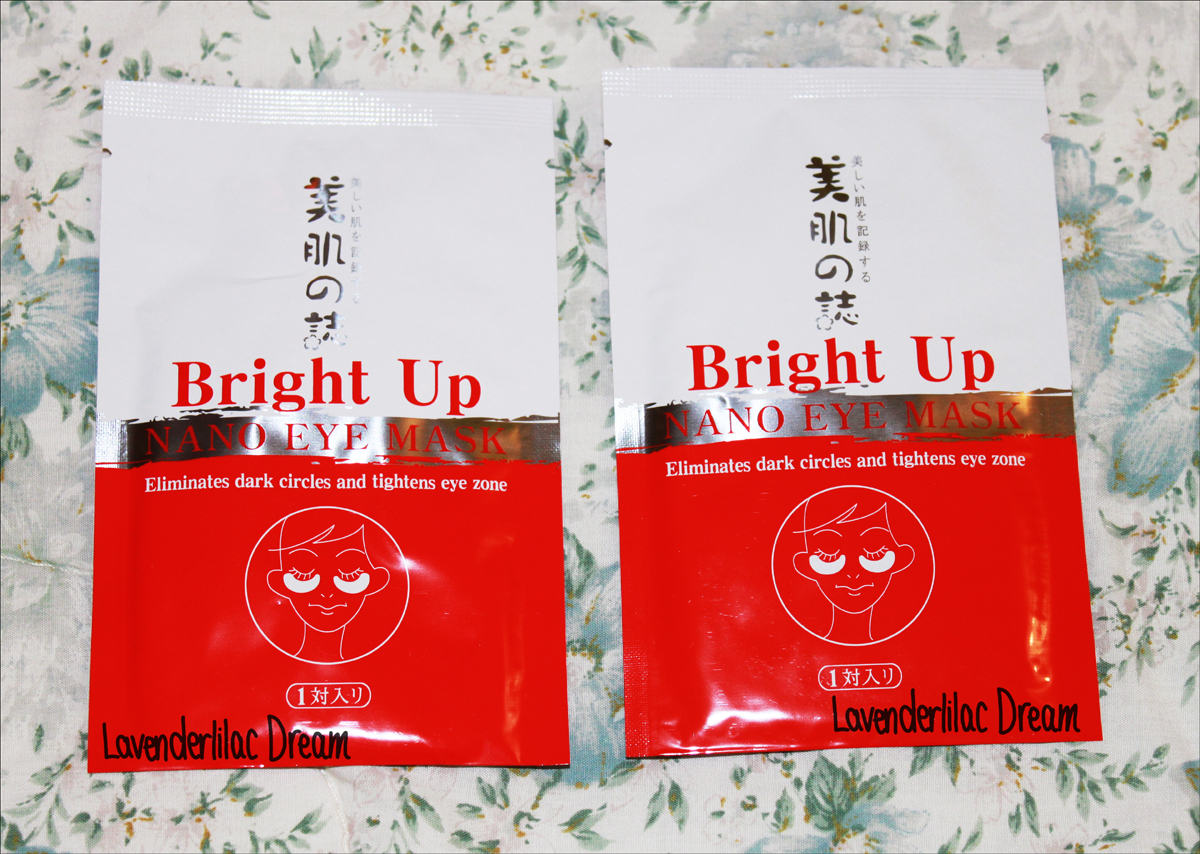 美肌の誌
美しい肌を記録する
Bright Up
NANO EYE MASK
Eliminates dark circles and tightens eye zone
1対入り
Lavenderlilac Dream
美肌の誌
美しい肌を記録する
Bright Up
NANO EYE MASK
Eliminates dark circles and tightens eye zone
1対入り
Lavenderlilac Dream